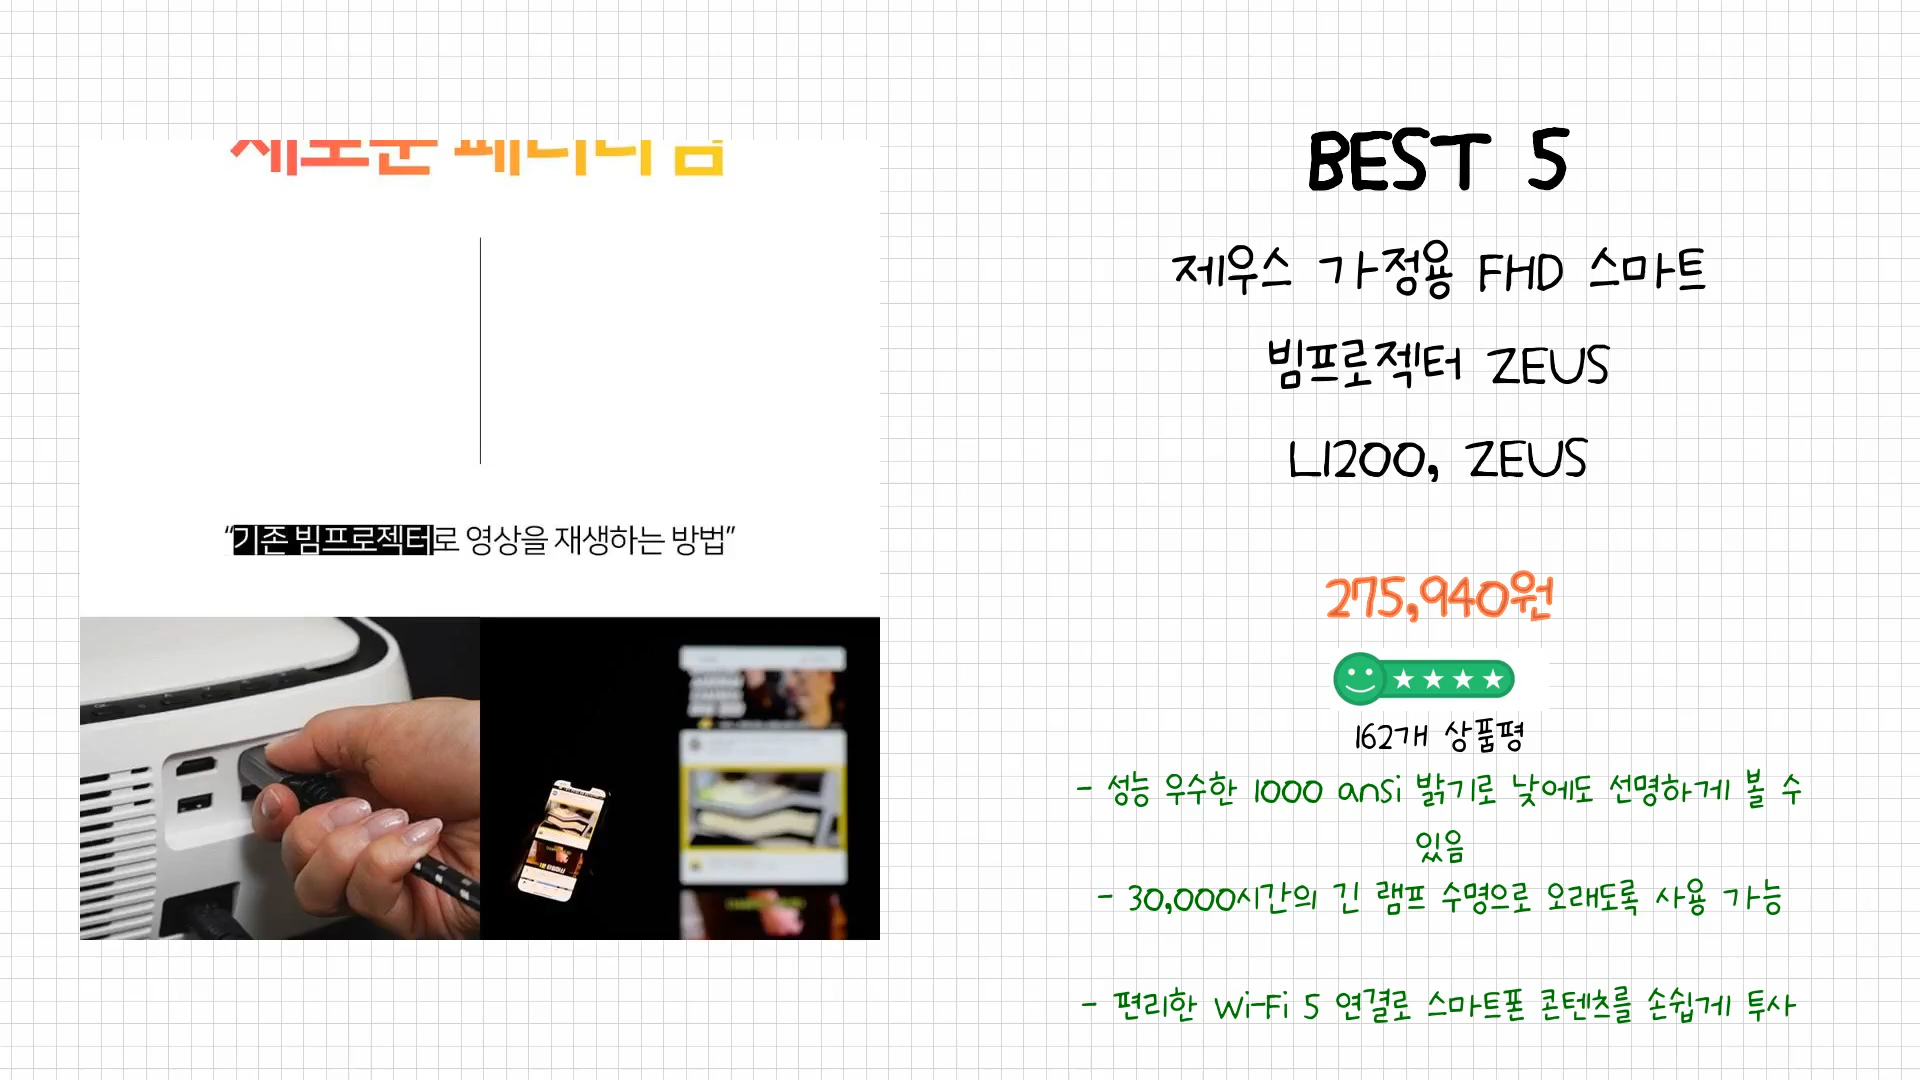 “기존 빔프로젝터로 영상을 재생하는 방법”
BEST 5
제우스 가정용 FHD 스마트
빔프로젝터 ZEUS
L1200, ZEUS
275,940원
162개 상품평
- 성능 우수한 1000 ansi 밝기로 낮에도 선명하게 볼 수
있음
- 30,000시간의 긴 램프 수명으로 오래도록 사용 가능
- 편리한 Wi-Fi 5 연결로 스마트폰 콘텐츠를 손쉽게 투사